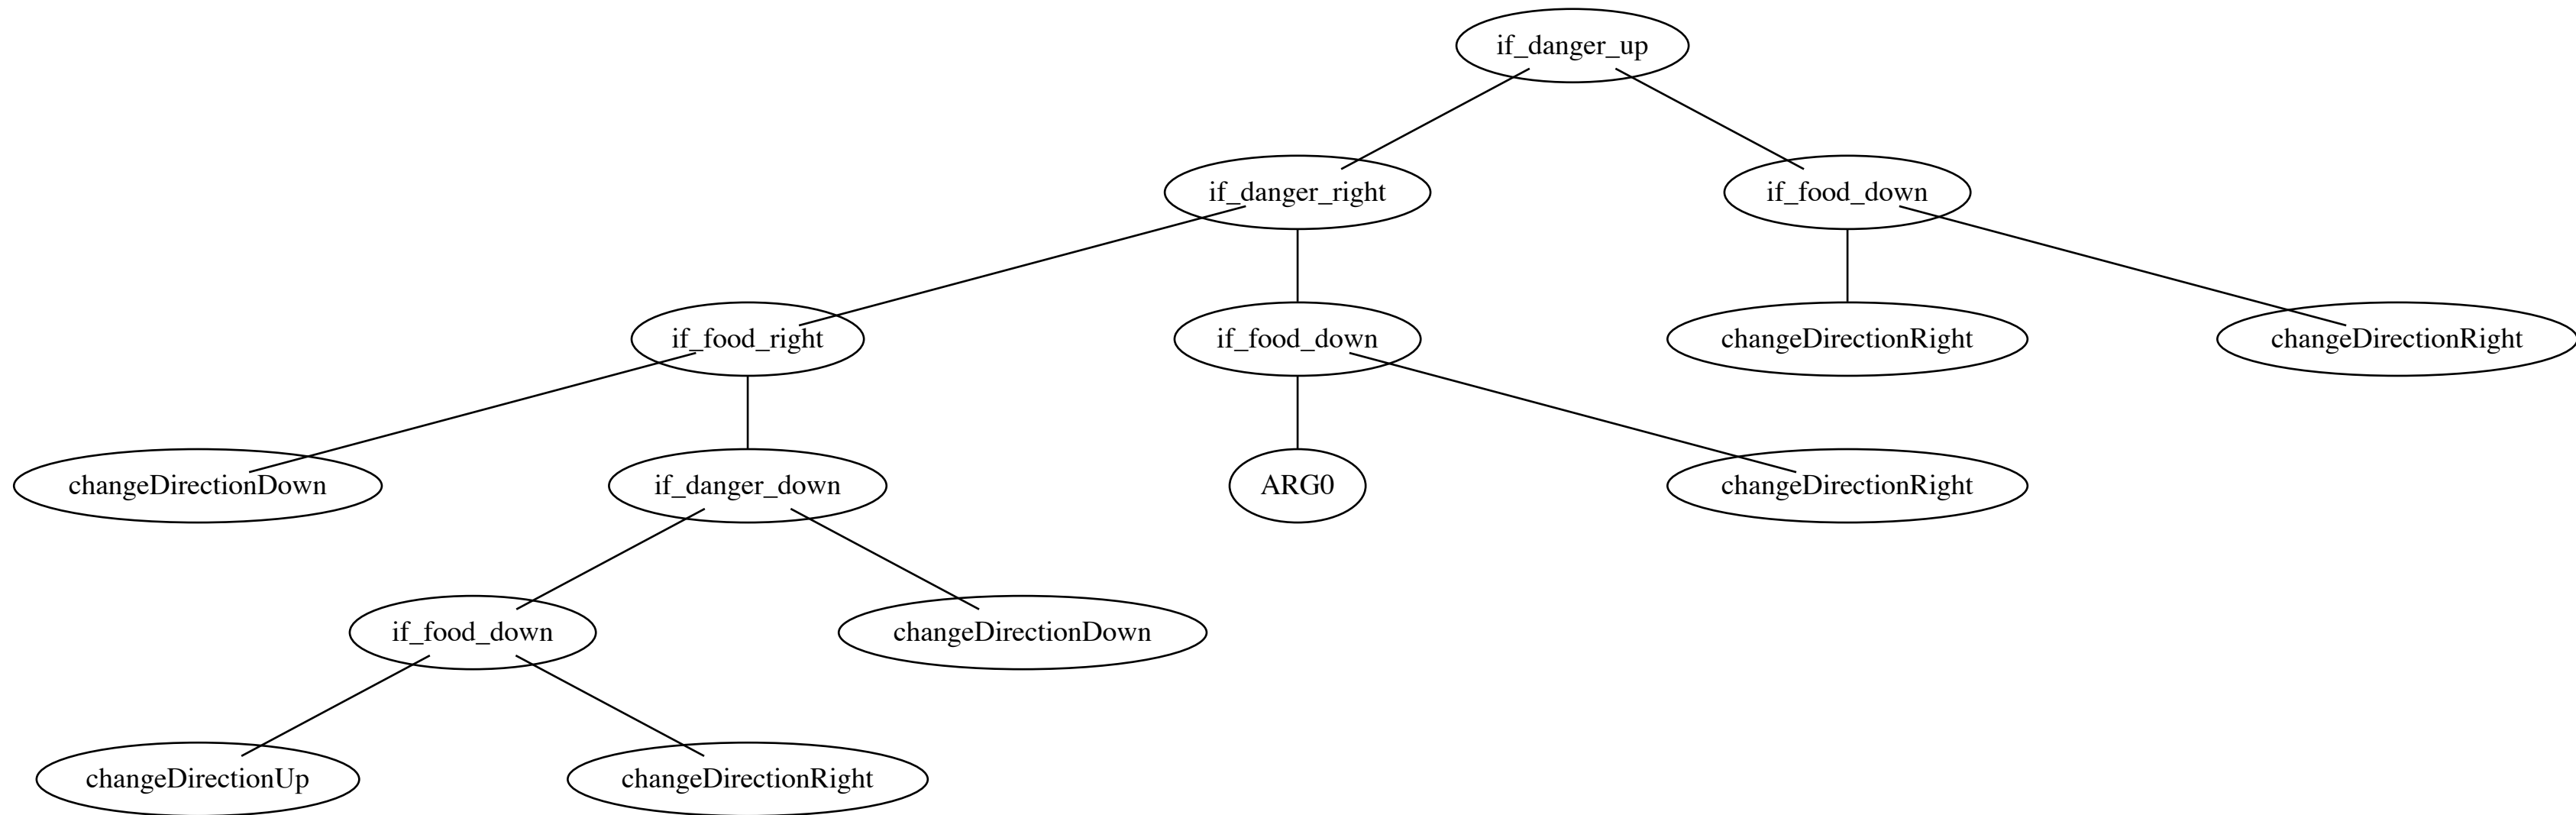 if_danger_up
if_danger_right
if_food_down
if_food_right
if_food_down
changeDirectionRight
changeDirectionRight
changeDirectionDown
if_danger_down
ARG0
changeDirectionRight
if_food_down
changeDirectionDown
changeDirectionUp
changeDirectionRight